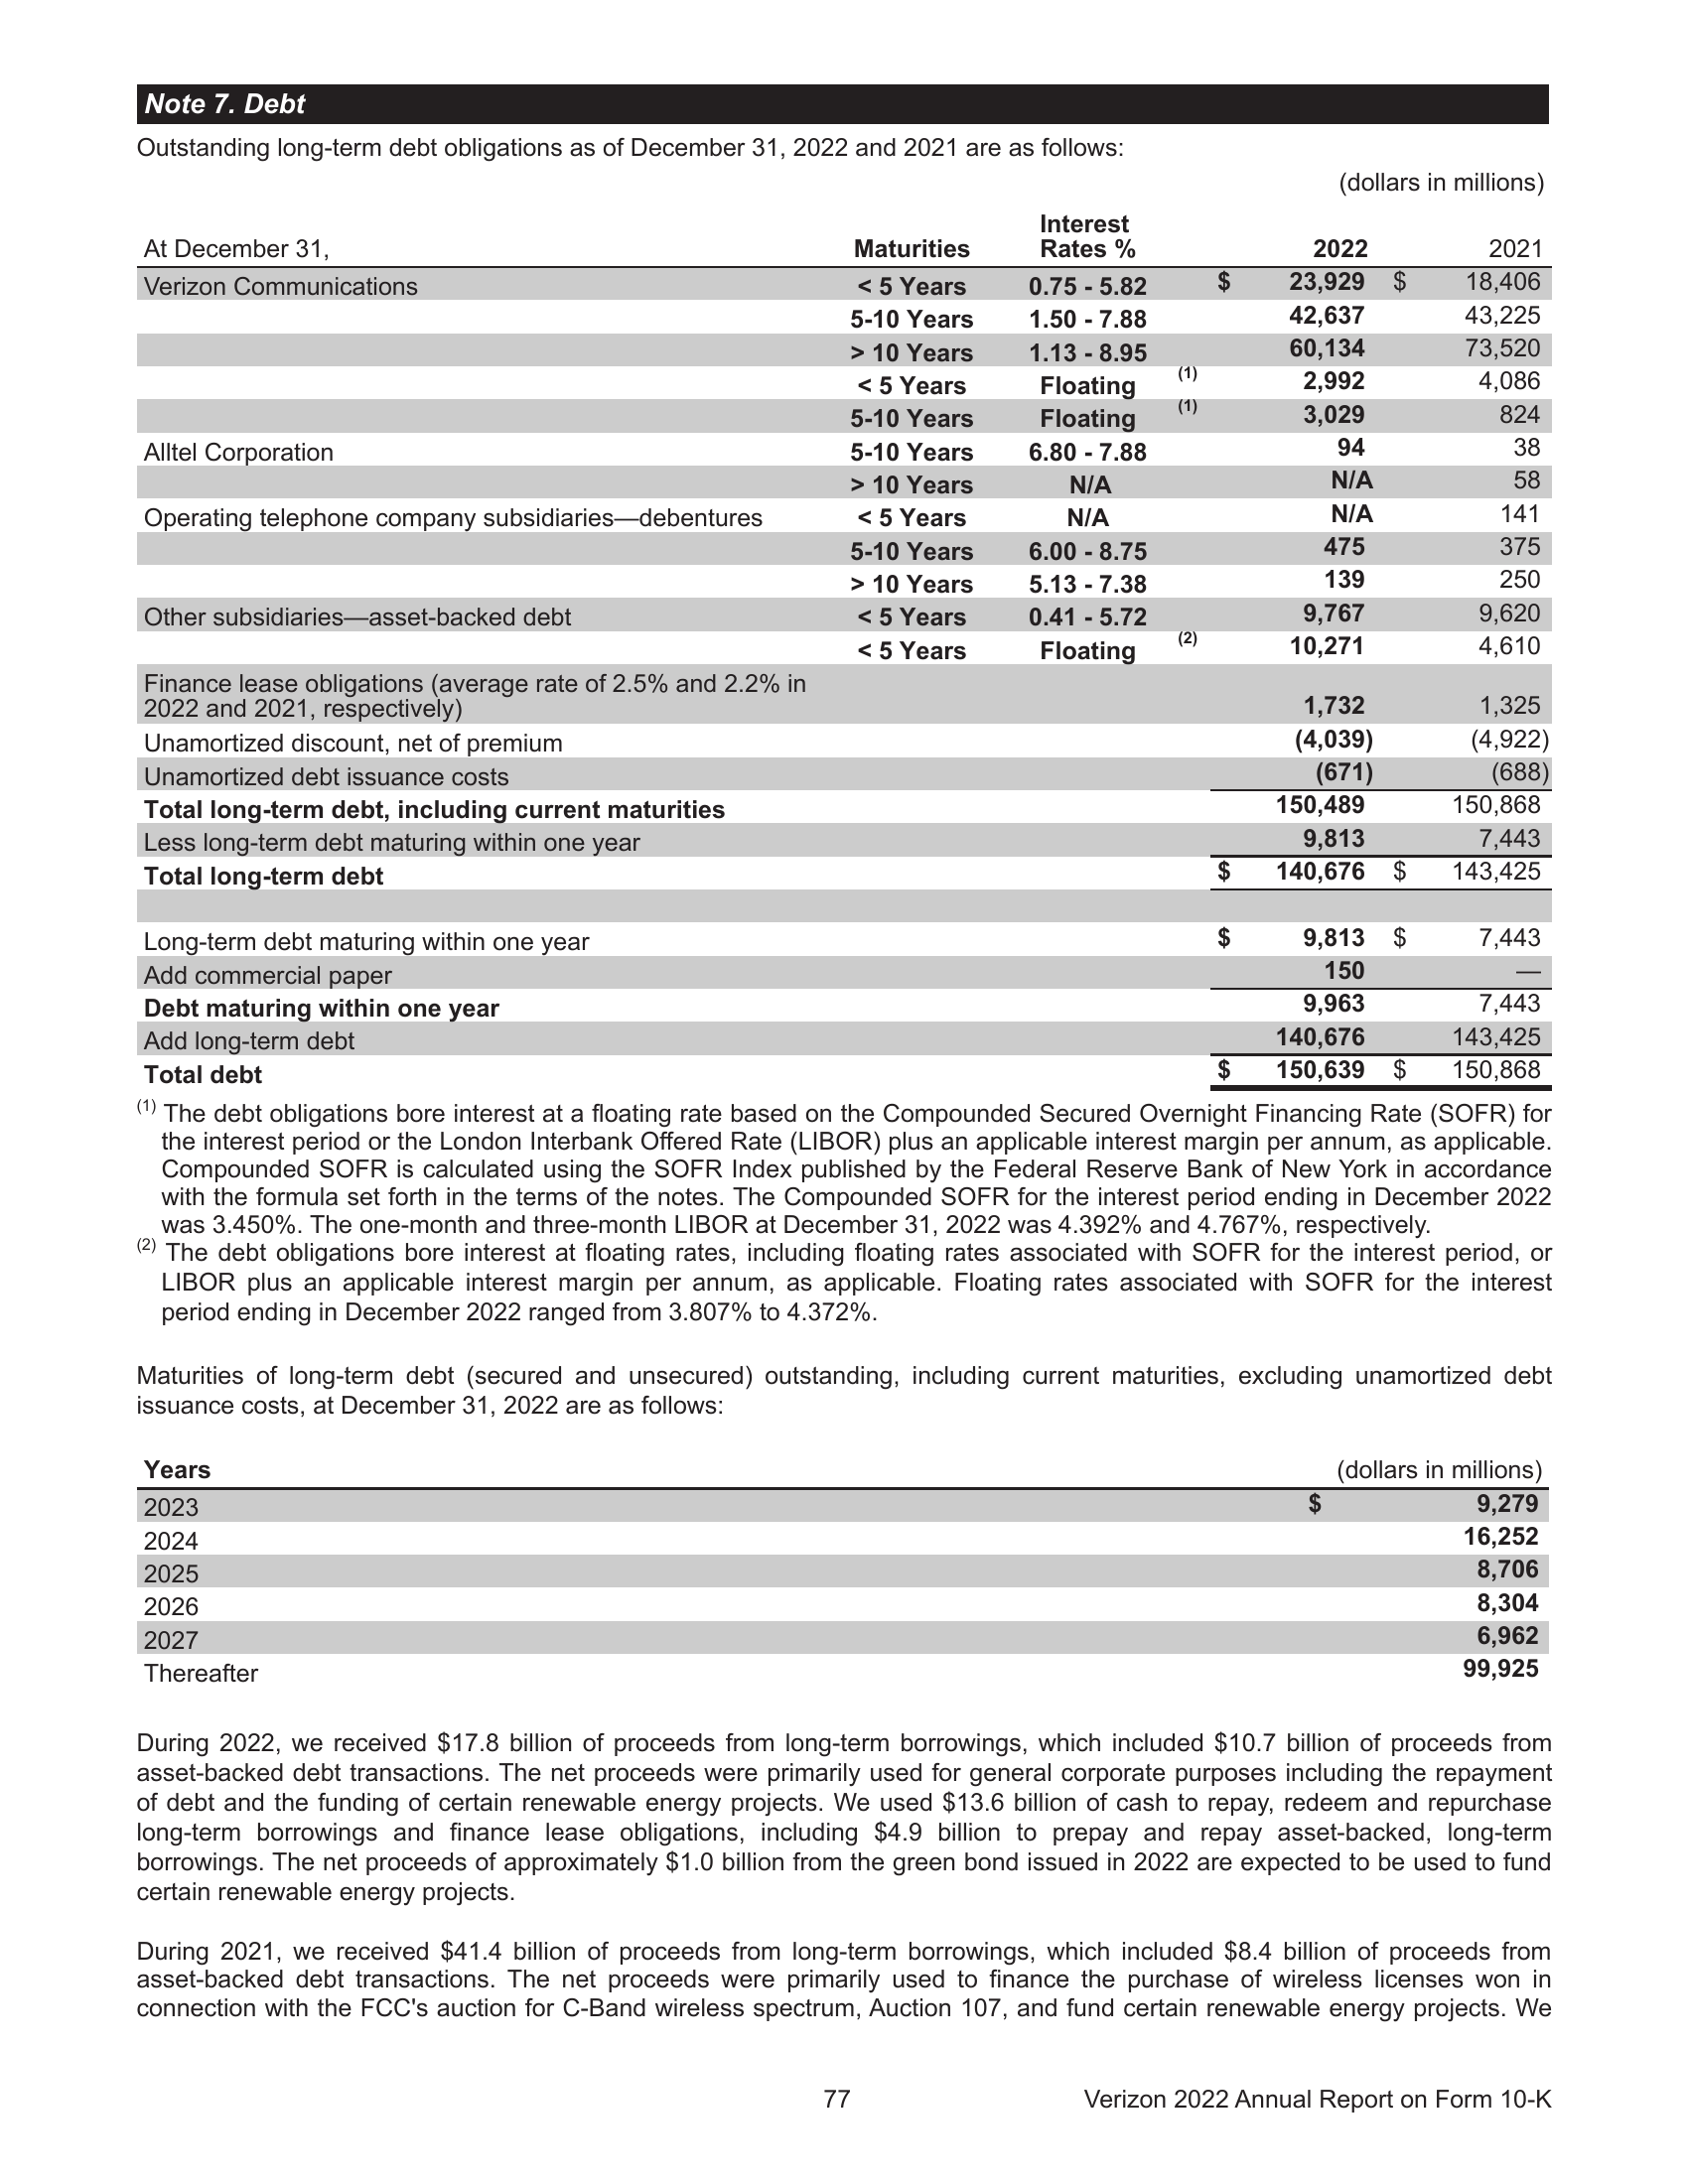 Note 7. Debt
Outstanding long-term debt obligations as of December 31, 2022 and 2021 are as follows:
(dollars in millions)
At December 31, Maturities Interest Rates % 2022 2021
Verizon Communications < 5 Years 0.75 - 5.82 $ 23,929 $ 18,406
5-10 Years 1.50 - 7.88 42,637 43,225
> 10 Years 1.13 - 8.95 60,134 73,520
< 5 Years Floating (1) 2,992 4,086
5-10 Years Floating (1) 3,029 824
Alltel Corporation 5-10 Years 6.80 - 7.88 94 38
> 10 Years N/A N/A 58
Operating telephone company subsidiaries—debentures < 5 Years N/A N/A 141
5-10 Years 6.00 - 8.75 475 375
> 10 Years 5.13 - 7.38 139 250
Other subsidiaries—asset-backed debt < 5 Years 0.41 - 5.72 9,767 9,620
< 5 Years Floating (2) 10,271 4,610
Finance lease obligations (average rate of 2.5% and 2.2% in
2022 and 2021, respectively) 1,732 1,325
Unamortized discount, net of premium (4,039) (4,922)
Unamortized debt issuance costs (671) (688)
Total long-term debt, including current maturities 150,489 150,868
Less long-term debt maturing within one year 9,813 7,443
Total long-term debt $ 140,676 $ 143,425
Long-term debt maturing within one year $ 9,813 $ 7,443
Add commercial paper 150 —
Debt maturing within one year 9,963 7,443
Add long-term debt 140,676 143,425
Total debt $ 150,639 $ 150,868
(1) The debt obligations bore interest at a floating rate based on the Compounded Secured Overnight Financing Rate (SOFR) for
the interest period or the London Interbank Offered Rate (LIBOR) plus an applicable interest margin per annum, as applicable.
Compounded SOFR is calculated using the SOFR Index published by the Federal Reserve Bank of New York in accordance
with the formula set forth in the terms of the notes. The Compounded SOFR for the interest period ending in December 2022
was 3.450%. The one-month and three-month LIBOR at December 31, 2022 was 4.392% and 4.767%, respectively.
(2) The debt obligations bore interest at floating rates, including floating rates associated with SOFR for the interest period, or
LIBOR plus an applicable interest margin per annum, as applicable. Floating rates associated with SOFR for the interest
period ending in December 2022 ranged from 3.807% to 4.372%.
Maturities of long-term debt (secured and unsecured) outstanding, including current maturities, excluding unamortized debt
issuance costs, at December 31, 2022 are as follows:
Years (dollars in millions)
2023 $ 9,279
2024 16,252
2025 8,706
2026 8,304
2027 6,962
Thereafter 99,925
During 2022, we received $17.8 billion of proceeds from long-term borrowings, which included $10.7 billion of proceeds from
asset-backed debt transactions. The net proceeds were primarily used for general corporate purposes including the repayment
of debt and the funding of certain renewable energy projects. We used $13.6 billion of cash to repay, redeem and repurchase
long-term borrowings and finance lease obligations, including $4.9 billion to prepay and repay asset-backed, long-term
borrowings. The net proceeds of approximately $1.0 billion from the green bond issued in 2022 are expected to be used to fund
certain renewable energy projects.
During 2021, we received $41.4 billion of proceeds from long-term borrowings, which included $8.4 billion of proceeds from
asset-backed debt transactions. The net proceeds were primarily used to finance the purchase of wireless licenses won in
connection with the FCC's auction for C-Band wireless spectrum, Auction 107, and fund certain renewable energy projects. We
77 Verizon 2022 Annual Report on Form 10-K